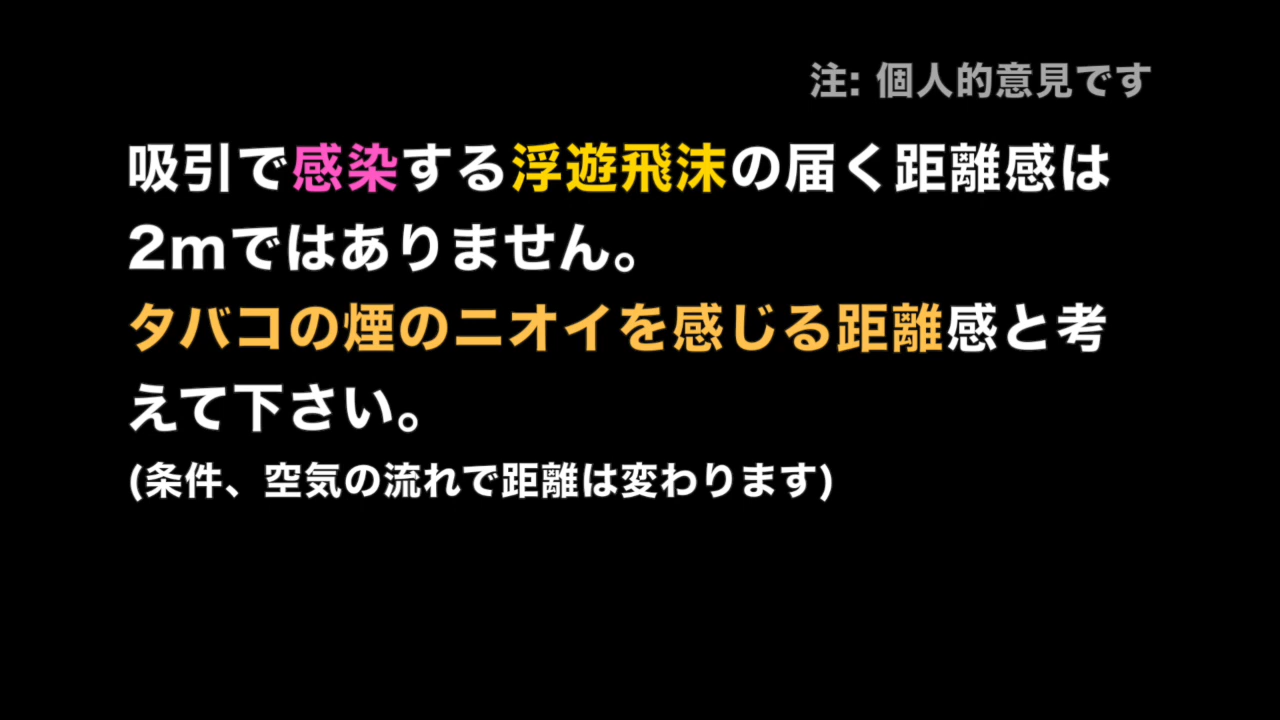 注: 個人的意見です
吸引で感染する浮遊飛沫の届く距離感は
2mではありません。
タバコの煙のニオイを感じる距離感と考
えて下さい。
(条件、空気の流れで距離は変わります)